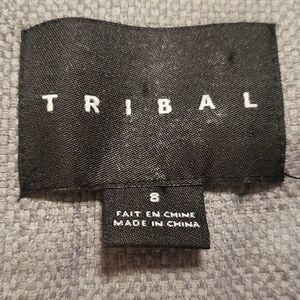 TRIBAL
8
FAIT EN CHINE
MADE IN CHINA